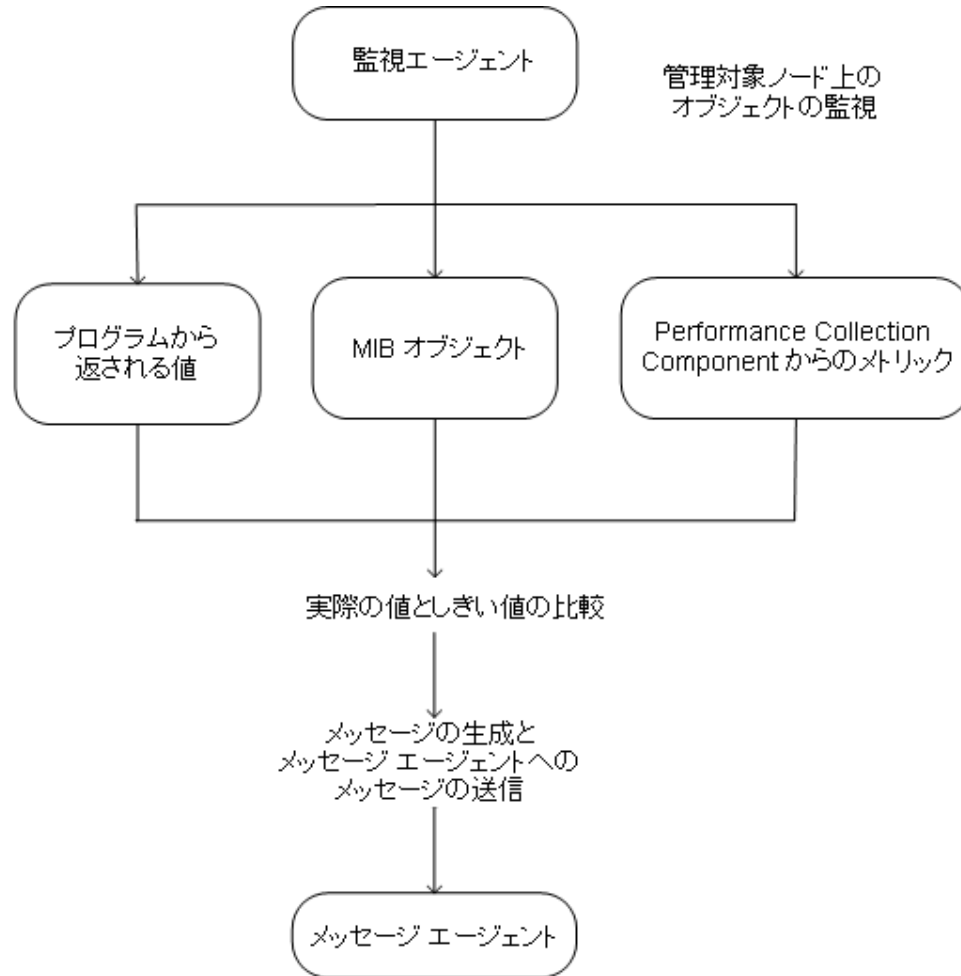 監視エージェント
管理対象ノード上の
オブジェクトの監視
プログラムから
返される値
MIB オブジェクト
Performance Collection
Component からのメトリック
実際の値としきい値の比較
メッセージの生成と
メッセージ エージェントへの
メッセージの送信
メッセージ エージェント